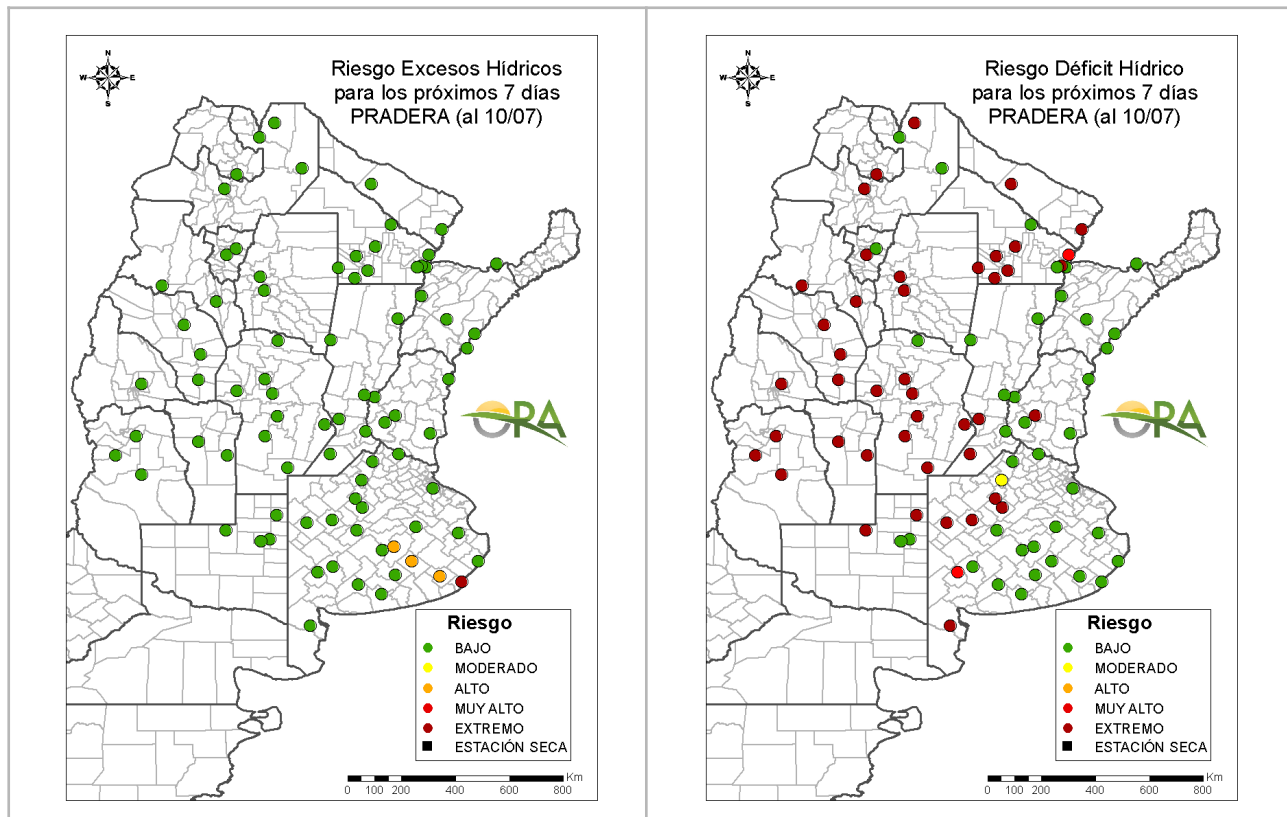 N
W E
S
Riesgo Excesos Hídricos
para los próximos 7 días
PRADERA (al 10/07)
ORA
Riesgo
BAJO
MODERADO
ALTO
MUY ALTO
EXTREMO
ESTACIÓN SECA
Km
0 100 200 400 600 800
N
W E
S
Riesgo Déficit Hídrico
para los próximos 7 días
PRADERA (al 10/07)
ORA
Riesgo
BAJO
MODERADO
ALTO
MUY ALTO
EXTREMO
ESTACIÓN SECA
Km
0 100 200 400 600 800